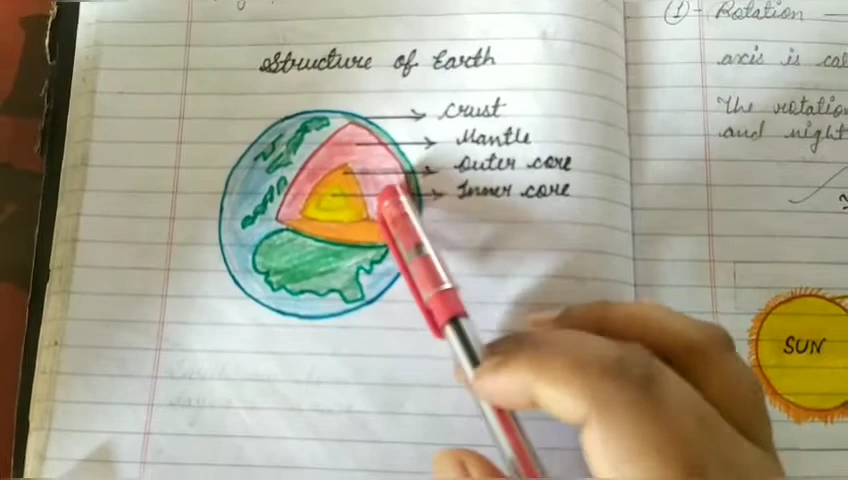 Structure of Earth
Crust
Mantle
Outer core
Inner core
① - Rotation
axis is
The rotation
and night
SUN